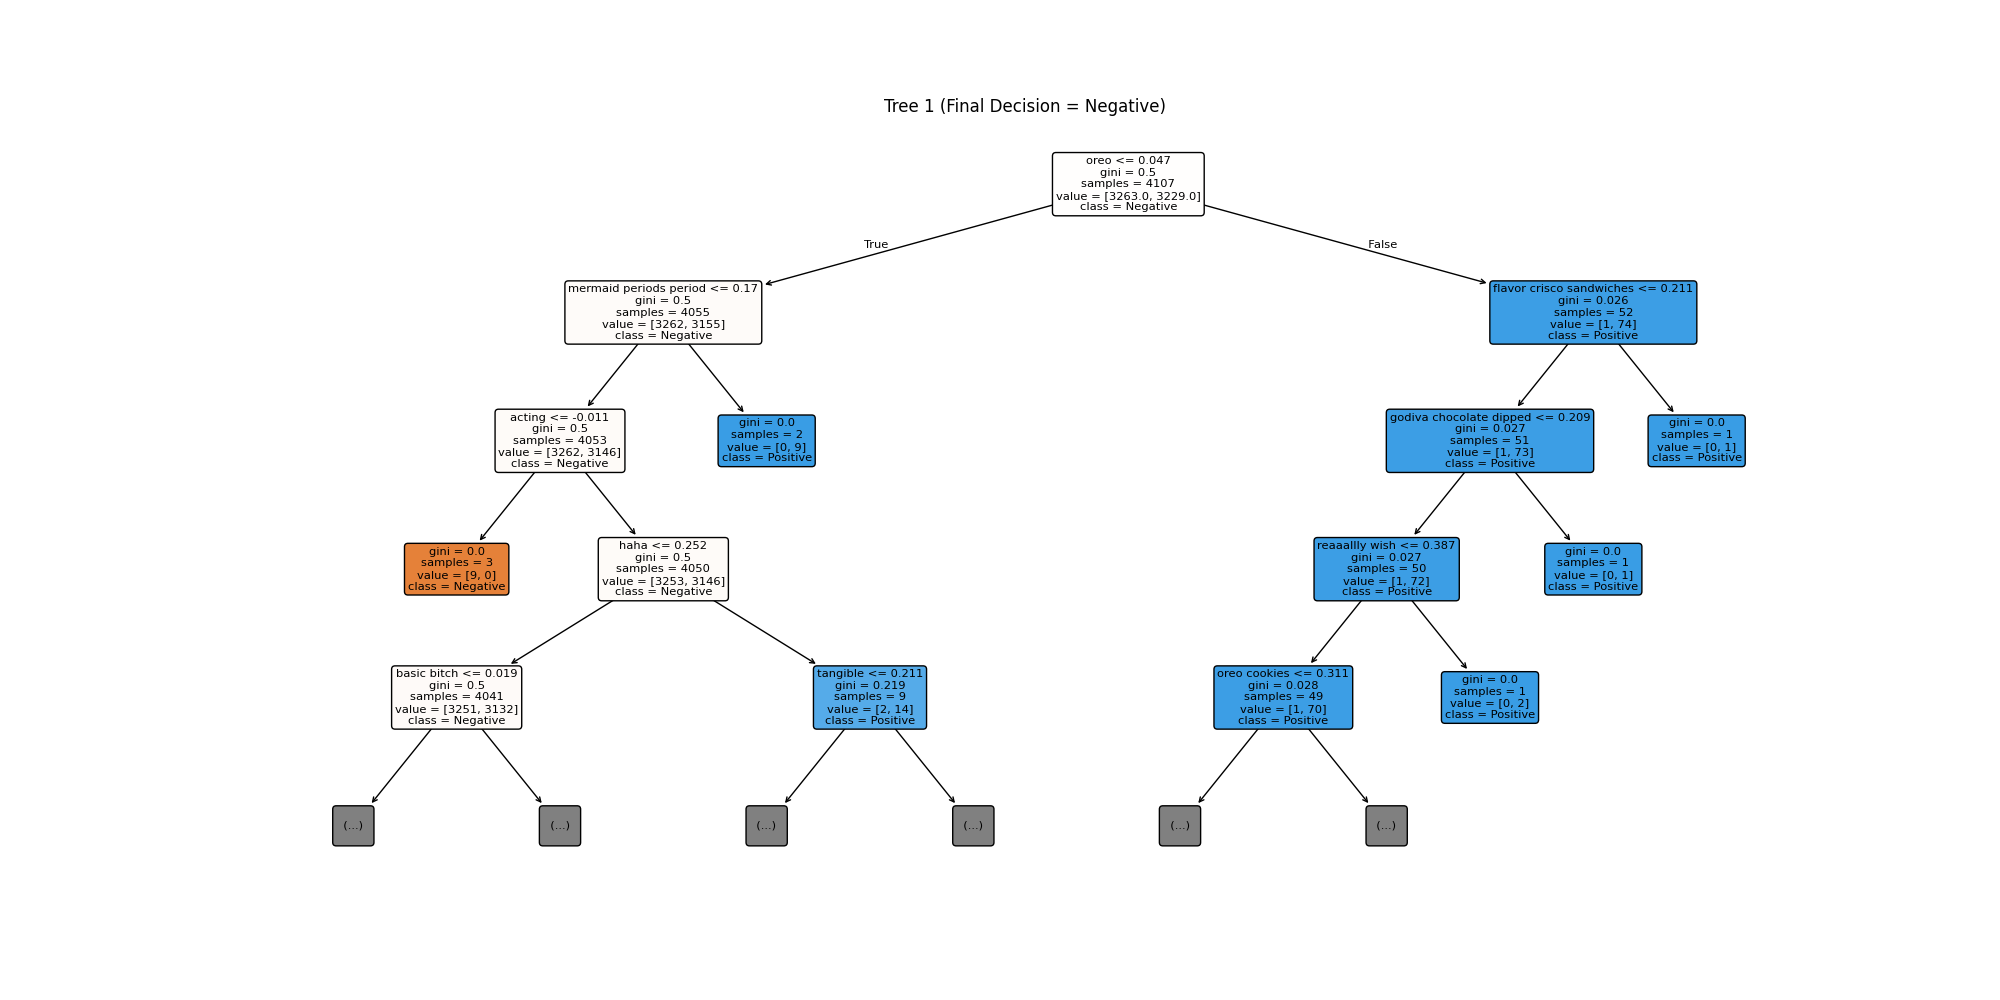 Tree 1 (Final Decision = Negative)
oreo <= 0.047
gini = 0.5
samples = 4107
value = [3263.0, 3229.0]
class = Negative
True
False
mermaid periods period <= 0.17
gini = 0.5
samples = 4055
value = [3262, 3155]
class = Negative
flavor crisco sandwiches <= 0.211
gini = 0.026
samples = 52
value = [1, 74]
class = Positive
acting <= -0.011
gini = 0.5
samples = 4053
value = [3262, 3146]
class = Negative
gini = 0.0
samples = 2
value = [0, 9]
class = Positive
godiva chocolate dipped <= 0.209
gini = 0.027
samples = 51
value = [1, 73]
class = Positive
gini = 0.0
samples = 1
value = [0, 1]
class = Positive
gini = 0.0
samples = 3
value = [9, 0]
class = Negative
haha <= 0.252
gini = 0.5
samples = 4050
value = [3253, 3146]
class = Negative
reaaallly wish <= 0.387
gini = 0.027
samples = 50
value = [1, 72]
class = Positive
gini = 0.0
samples = 1
value = [0, 1]
class = Positive
basic bitch <= 0.019
gini = 0.5
samples = 4041
value = [3251, 3132]
class = Negative
tangible <= 0.211
gini = 0.219
samples = 9
value = [2, 14]
class = Positive
oreo cookies <= 0.311
gini = 0.028
samples = 49
value = [1, 70]
class = Positive
gini = 0.0
samples = 1
value = [0, 2]
class = Positive
(...)
(...)
(...)
(...)
(...)
(...)